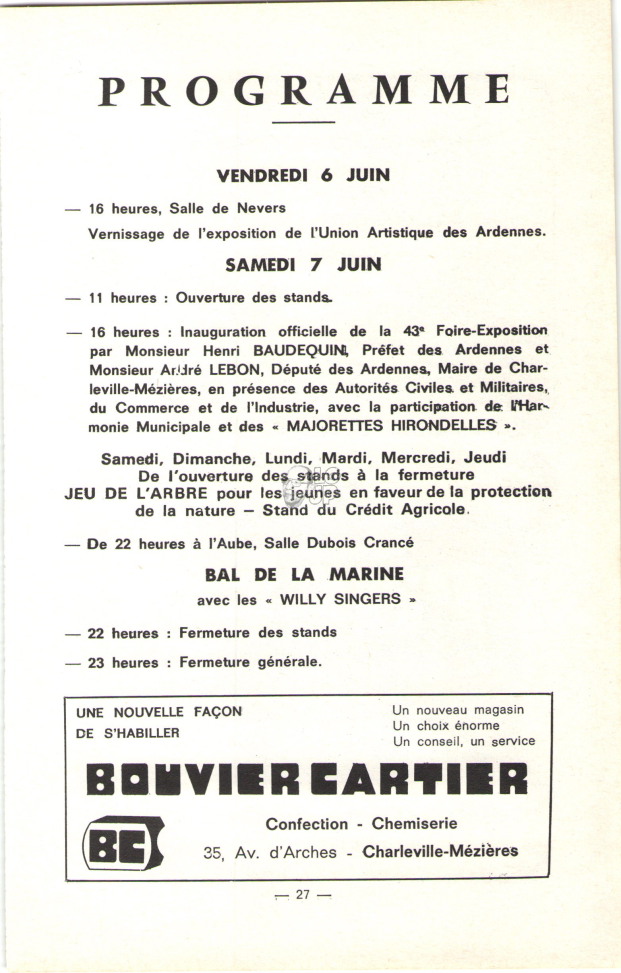 PROGRAMME
VENDREDI 6 JUIN
— 16 heures, Salle de Nevers
Vernissage de l'exposition de l'Union Artistique des Ardennes.
SAMEDI 7 JUIN
— 11 heures : Ouverture des stands.
— 16 heures : Inauguration officielle de la 43e Foire-Exposition
par Monsieur Henri BAUDEQUIN, Préfet des Ardennes et
Monsieur André LEBON, Député des Ardennes, Maire de Char-
leville-Mézières, en présence des Autorités Civiles et Militaires,
du Commerce et de l'Industrie, avec la participation de l'Har-
monie Municipale et des « MAJORETTES HIRONDELLES ».
Samedi, Dimanche, Lundi, Mardi, Mercredi, Jeudi
De l'ouverture des stands à la fermeture
JEU DE L'ARBRE pour les jeunes en faveur de la protection
de la nature – Stand du Crédit Agricole.
— De 22 heures à l'Aube, Salle Dubois Crancé
BAL DE LA MARINE
avec les « WILLY SINGERS »
— 22 heures : Fermeture des stands
— 23 heures : Fermeture générale.
UNE NOUVELLE FAÇON
DE S'HABILLER
Un nouveau magasin
Un choix énorme
Un conseil, un service
BOUVIER CARTIER
BC
Confection - Chemiserie
35, Av. d'Arches - Charleville-Mézières
— 27 —